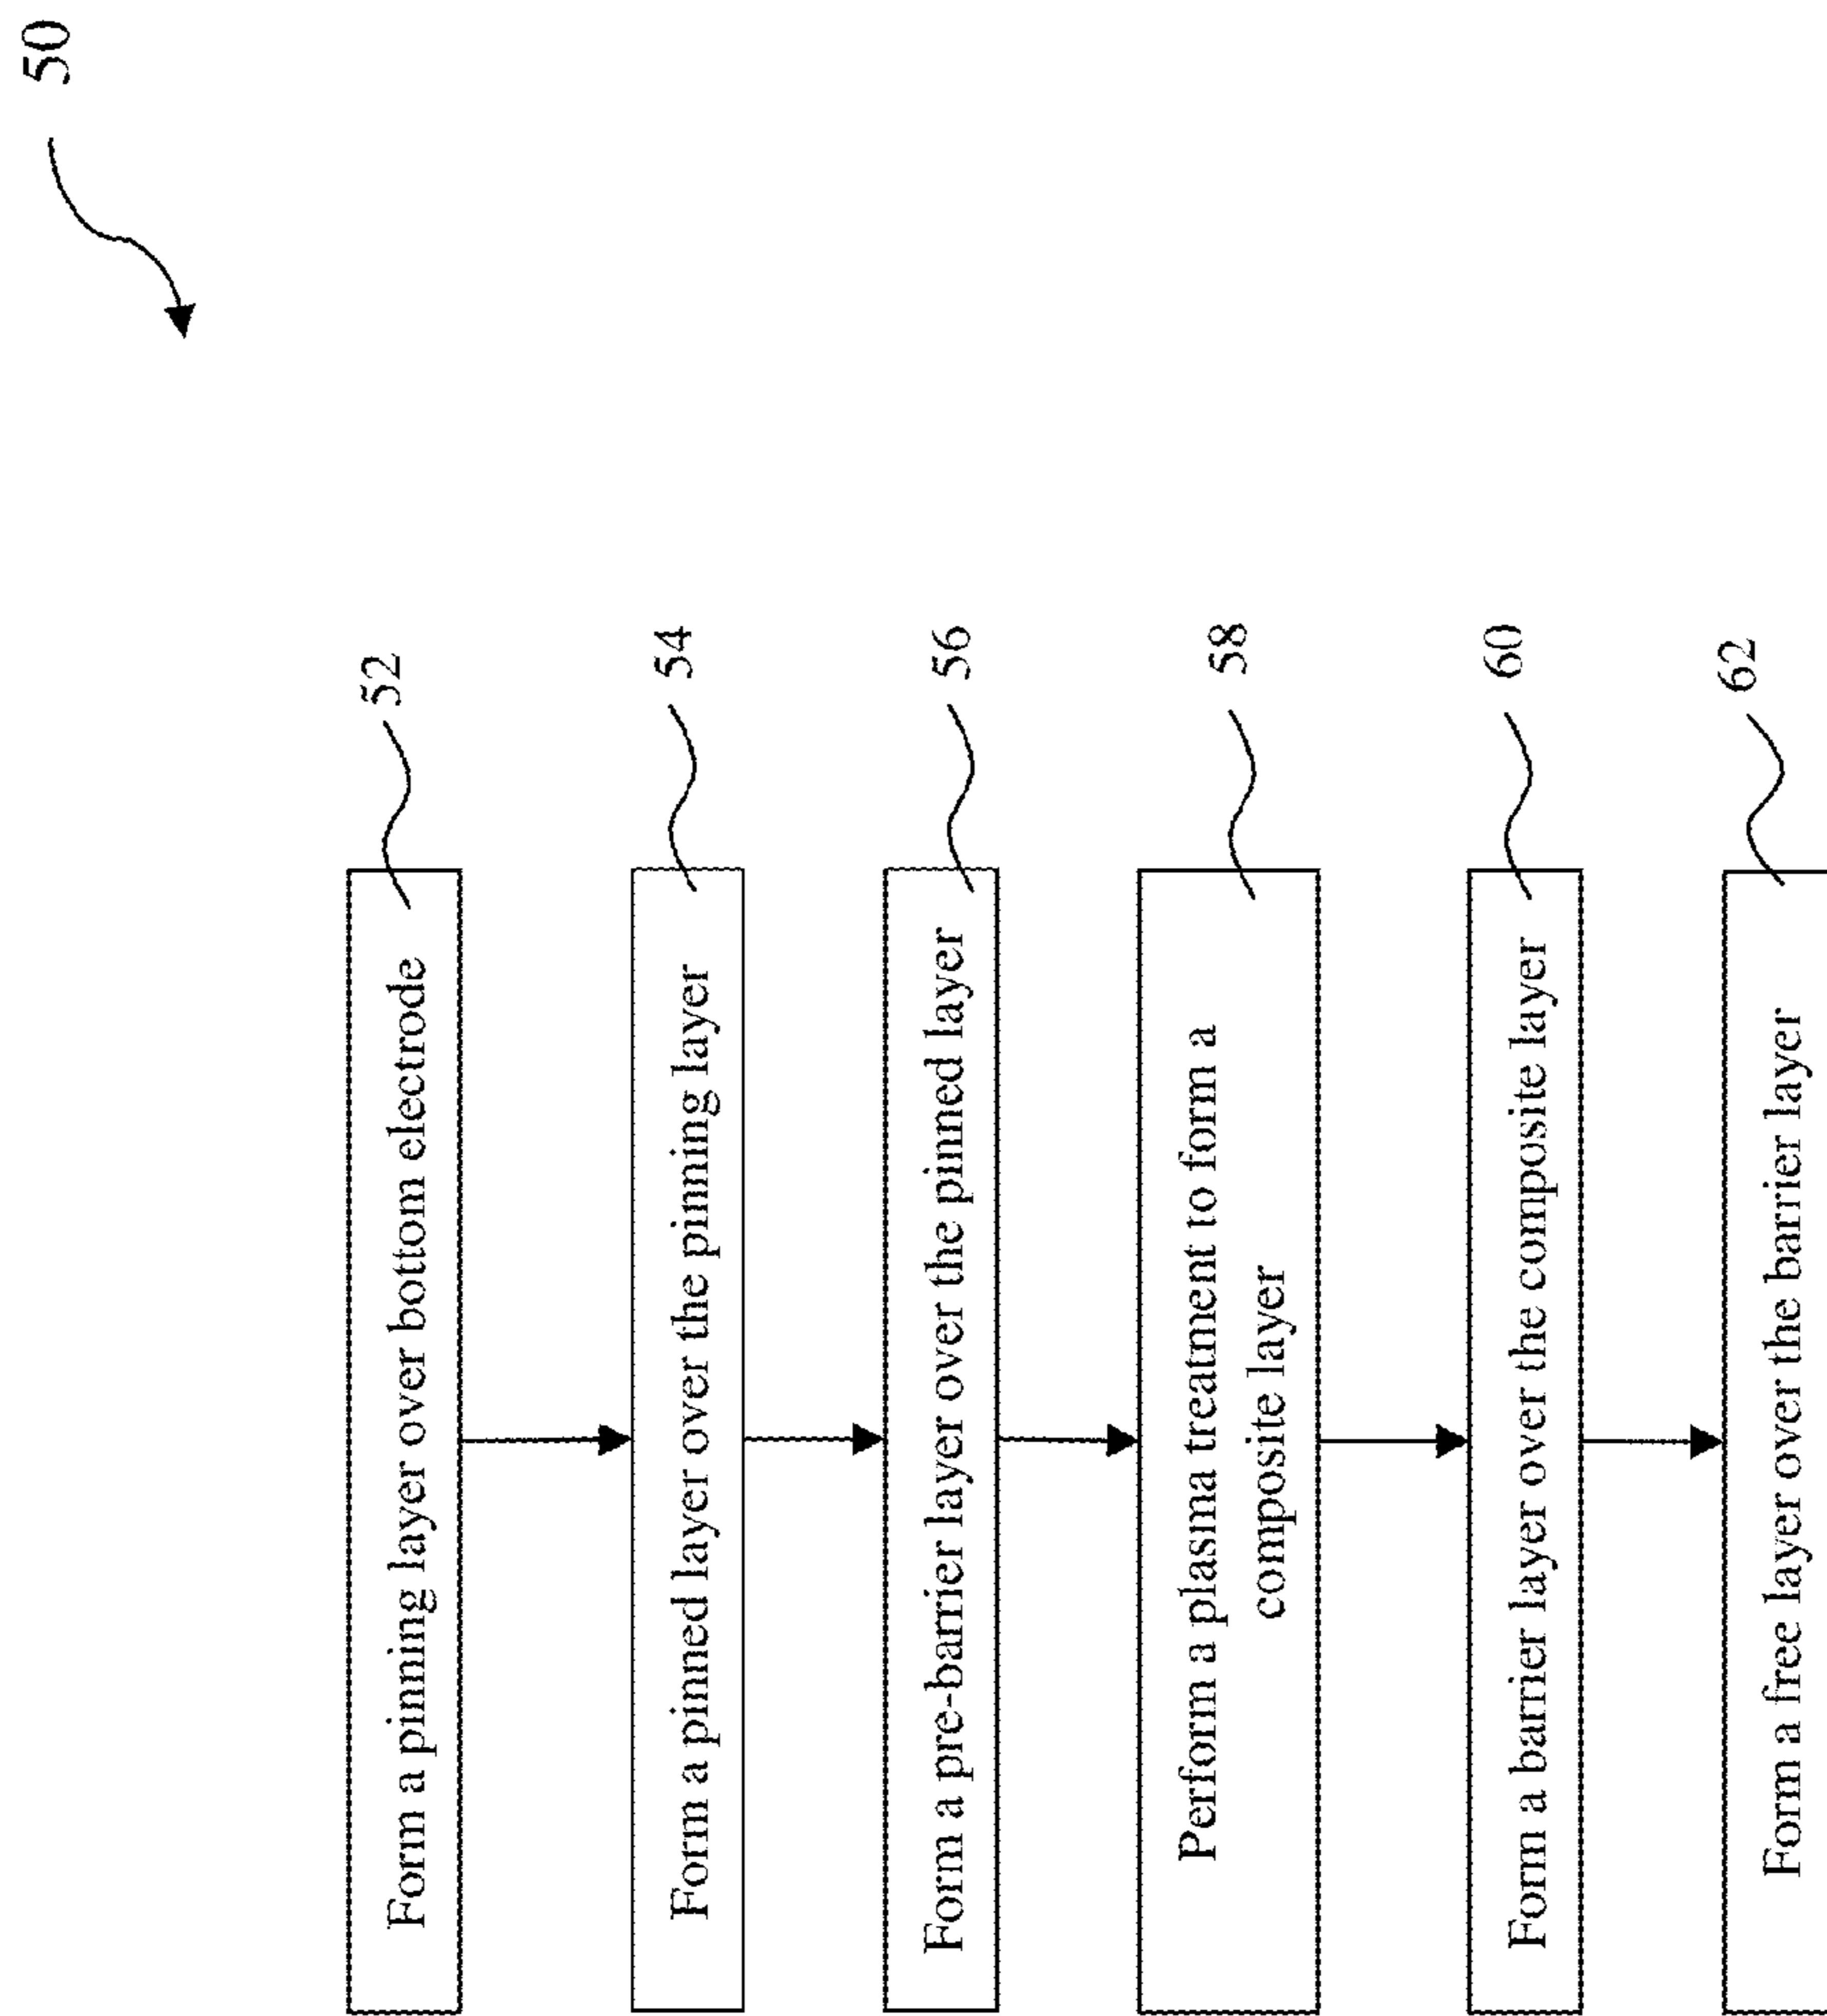 50
Form a pinning layer over bottom electrode
52
Form a pinned layer over the pinning layer
54
Form a pre-barrier layer over the pinned layer
56
Perform a plasma treatment to form a
composite layer
58
Form a barrier layer over the composite layer
60
Form a free layer over the barrier layer
62